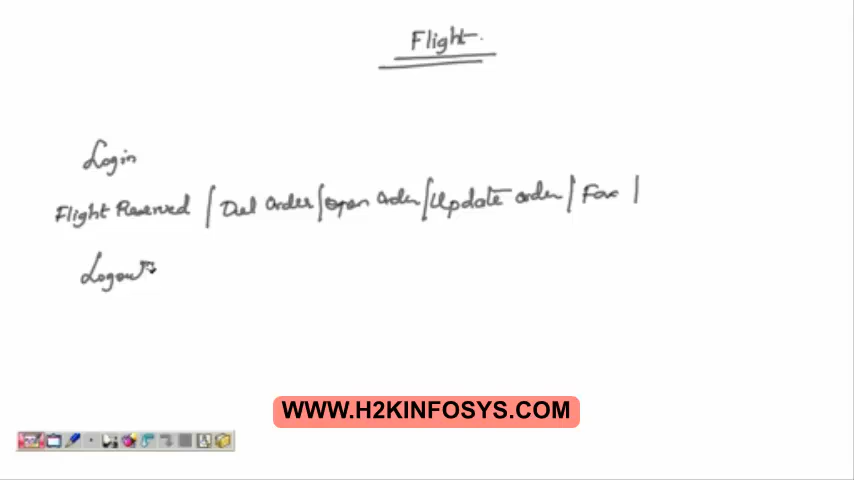 Flight.
Login
Flight Reserved / Del Order / Open Order / Update order / Fax |
Logout
WWW.H2KINFOSYS.COM